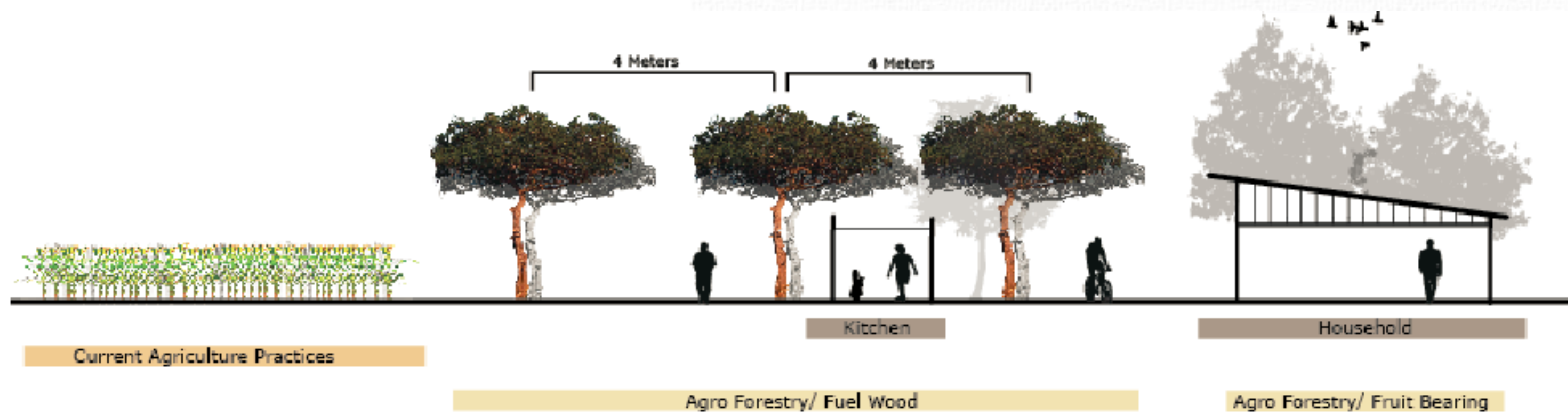 4 Meters
4 Meters
Kitchen
Household
Current Agriculture Practices
Agro Forestry/ Fuel Wood
Agro Forestry/ Fruit Bearing